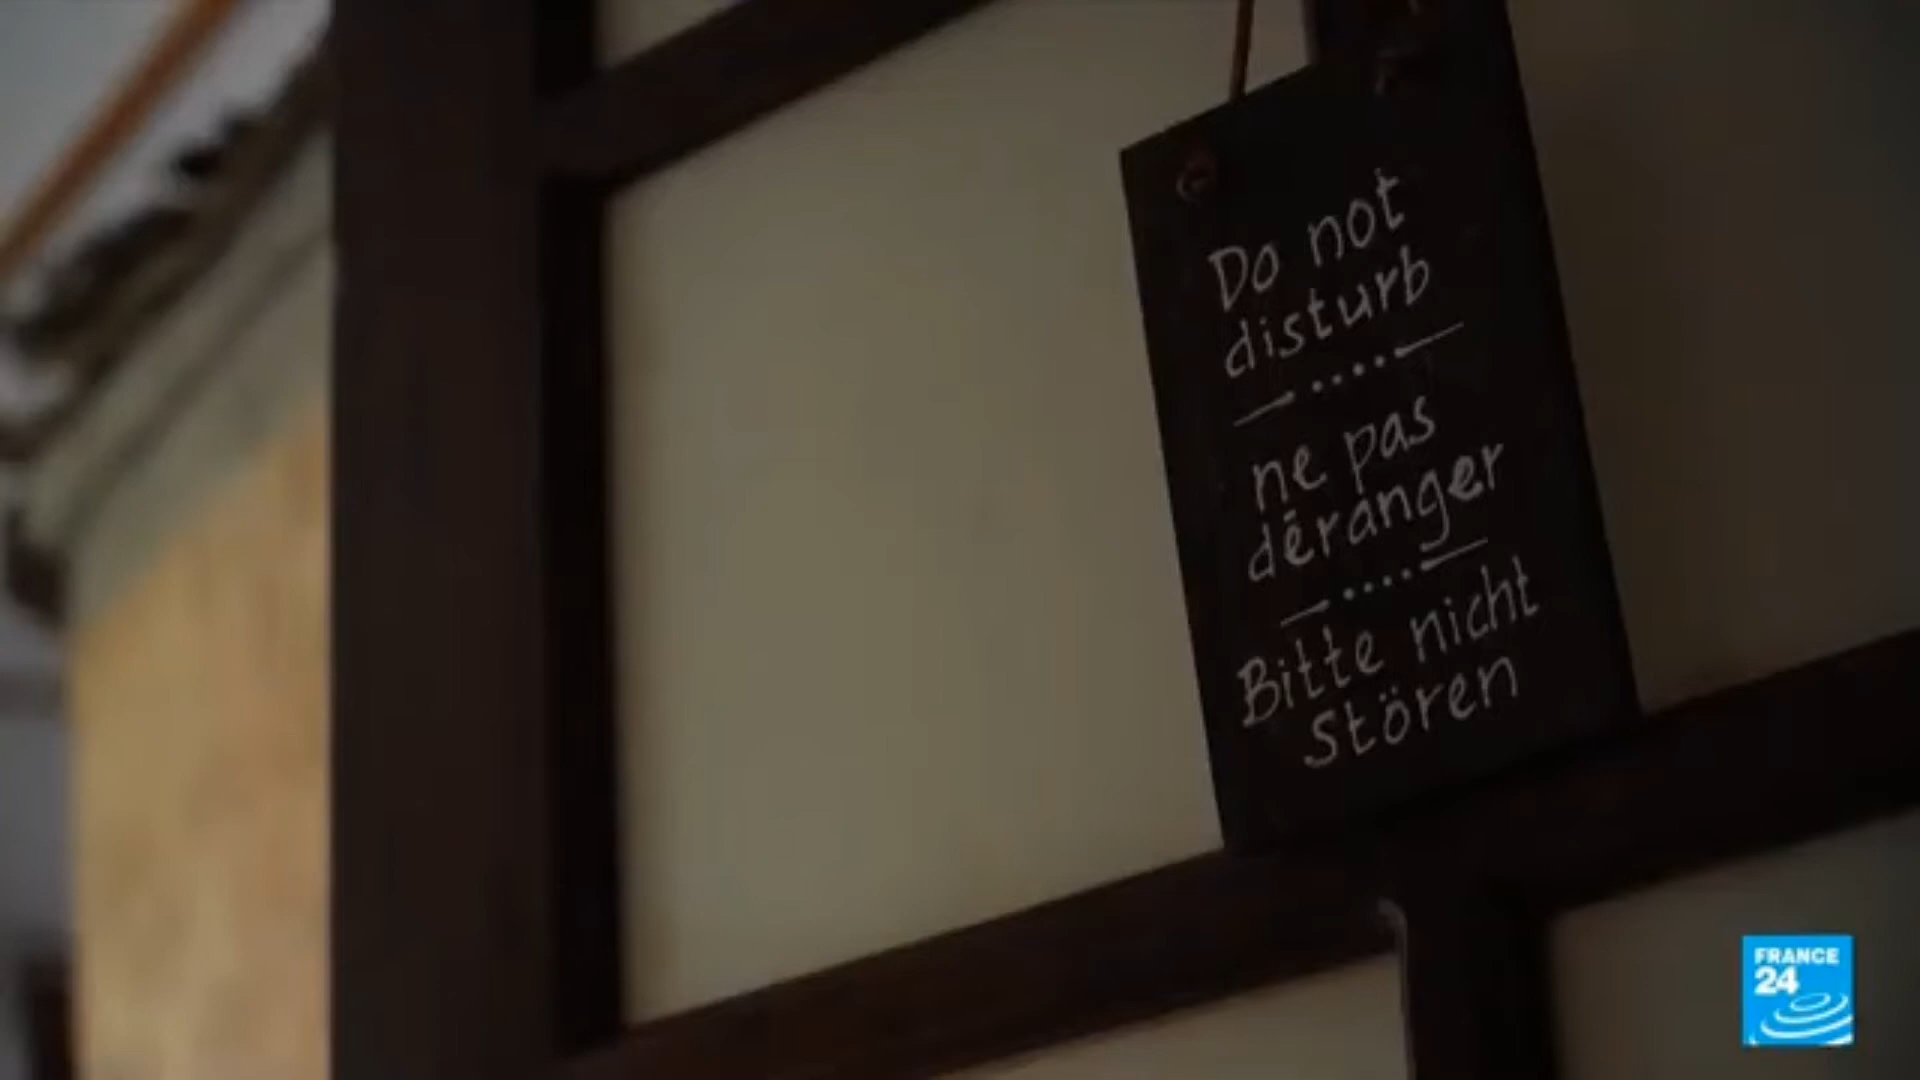 Do not
disturb
ne pas
déranger
Bitte nicht
Stören
FRANCE
24